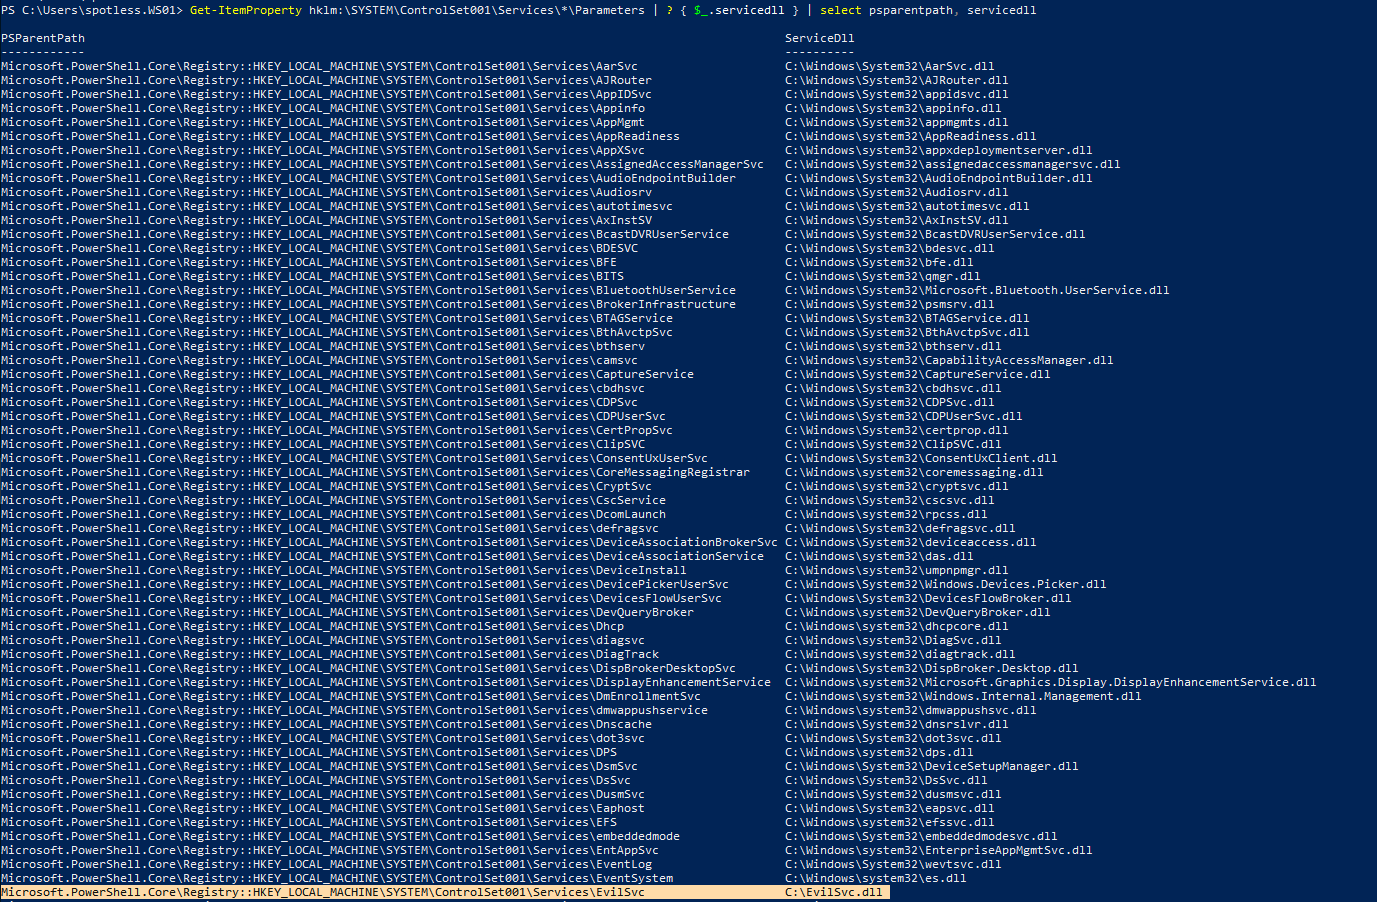 PS C:\Users\spotless.WS01> Get-ItemProperty hklm:\SYSTEM\ControlSet001\Services\*\Parameters | ? { $_.servicedll } | select psparentpath, servicedll
PSParentPath ServiceDll
------------ ----------
Microsoft.PowerShell.Core\Registry::HKEY_LOCAL_MACHINE\SYSTEM\ControlSet001\Services\AarSvc C:\Windows\System32\AarSvc.dll
Microsoft.PowerShell.Core\Registry::HKEY_LOCAL_MACHINE\SYSTEM\ControlSet001\Services\AJRouter C:\Windows\System32\AJRouter.dll
Microsoft.PowerShell.Core\Registry::HKEY_LOCAL_MACHINE\SYSTEM\ControlSet001\Services\AppIDSvc C:\Windows\System32\appidsvc.dll
Microsoft.PowerShell.Core\Registry::HKEY_LOCAL_MACHINE\SYSTEM\ControlSet001\Services\Appinfo C:\Windows\System32\appinfo.dll
Microsoft.PowerShell.Core\Registry::HKEY_LOCAL_MACHINE\SYSTEM\ControlSet001\Services\AppMgmt C:\Windows\System32\appmgmts.dll
Microsoft.PowerShell.Core\Registry::HKEY_LOCAL_MACHINE\SYSTEM\ControlSet001\Services\AppReadiness C:\Windows\system32\AppReadiness.dll
Microsoft.PowerShell.Core\Registry::HKEY_LOCAL_MACHINE\SYSTEM\ControlSet001\Services\AppXSvc C:\Windows\system32\appxdeploymentserver.dll
Microsoft.PowerShell.Core\Registry::HKEY_LOCAL_MACHINE\SYSTEM\ControlSet001\Services\AssignedAccessManagerSvc C:\Windows\System32\assignedaccessmanagersvc.dll
Microsoft.PowerShell.Core\Registry::HKEY_LOCAL_MACHINE\SYSTEM\ControlSet001\Services\AudioEndpointBuilder C:\Windows\System32\AudioEndpointBuilder.dll
Microsoft.PowerShell.Core\Registry::HKEY_LOCAL_MACHINE\SYSTEM\ControlSet001\Services\Audiosrv C:\Windows\System32\Audiosrv.dll
Microsoft.PowerShell.Core\Registry::HKEY_LOCAL_MACHINE\SYSTEM\ControlSet001\Services\autotimesvc C:\Windows\System32\autotimesvc.dll
Microsoft.PowerShell.Core\Registry::HKEY_LOCAL_MACHINE\SYSTEM\ControlSet001\Services\AxInstSV C:\Windows\System32\AxInstSV.dll
Microsoft.PowerShell.Core\Registry::HKEY_LOCAL_MACHINE\SYSTEM\ControlSet001\Services\BcastDVRUserService C:\Windows\System32\BcastDVRUserService.dll
Microsoft.PowerShell.Core\Registry::HKEY_LOCAL_MACHINE\SYSTEM\ControlSet001\Services\BDESVC C:\Windows\System32\bdesvc.dll
Microsoft.PowerShell.Core\Registry::HKEY_LOCAL_MACHINE\SYSTEM\ControlSet001\Services\BFE C:\Windows\System32\bfe.dll
Microsoft.PowerShell.Core\Registry::HKEY_LOCAL_MACHINE\SYSTEM\ControlSet001\Services\BITS C:\Windows\System32\qmgr.dll
Microsoft.PowerShell.Core\Registry::HKEY_LOCAL_MACHINE\SYSTEM\ControlSet001\Services\BluetoothUserService C:\Windows\System32\Microsoft.Bluetooth.UserService.dll
Microsoft.PowerShell.Core\Registry::HKEY_LOCAL_MACHINE\SYSTEM\ControlSet001\Services\BrokerInfrastructure C:\Windows\System32\psmsrv.dll
Microsoft.PowerShell.Core\Registry::HKEY_LOCAL_MACHINE\SYSTEM\ControlSet001\Services\BTAGService C:\Windows\System32\BTAGService.dll
Microsoft.PowerShell.Core\Registry::HKEY_LOCAL_MACHINE\SYSTEM\ControlSet001\Services\BthAvctpSvc C:\Windows\System32\BthAvctpSvc.dll
Microsoft.PowerShell.Core\Registry::HKEY_LOCAL_MACHINE\SYSTEM\ControlSet001\Services\bthserv C:\Windows\system32\bthserv.dll
Microsoft.PowerShell.Core\Registry::HKEY_LOCAL_MACHINE\SYSTEM\ControlSet001\Services\camsvc C:\Windows\system32\CapabilityAccessManager.dll
Microsoft.PowerShell.Core\Registry::HKEY_LOCAL_MACHINE\SYSTEM\ControlSet001\Services\CaptureService C:\Windows\System32\CaptureService.dll
Microsoft.PowerShell.Core\Registry::HKEY_LOCAL_MACHINE\SYSTEM\ControlSet001\Services\cbdhsvc C:\Windows\System32\cbdhsvc.dll
Microsoft.PowerShell.Core\Registry::HKEY_LOCAL_MACHINE\SYSTEM\ControlSet001\Services\CDPSvc C:\Windows\System32\CDPSvc.dll
Microsoft.PowerShell.Core\Registry::HKEY_LOCAL_MACHINE\SYSTEM\ControlSet001\Services\CDPUserSvc C:\Windows\System32\CDPUserSvc.dll
Microsoft.PowerShell.Core\Registry::HKEY_LOCAL_MACHINE\SYSTEM\ControlSet001\Services\CertPropSvc C:\Windows\System32\certprop.dll
Microsoft.PowerShell.Core\Registry::HKEY_LOCAL_MACHINE\SYSTEM\ControlSet001\Services\ClipSVC C:\Windows\System32\ClipSVC.dll
Microsoft.PowerShell.Core\Registry::HKEY_LOCAL_MACHINE\SYSTEM\ControlSet001\Services\ConsentUxUserSvc C:\Windows\System32\ConsentUxClient.dll
Microsoft.PowerShell.Core\Registry::HKEY_LOCAL_MACHINE\SYSTEM\ControlSet001\Services\CoreMessagingRegistrar C:\Windows\system32\coremessaging.dll
Microsoft.PowerShell.Core\Registry::HKEY_LOCAL_MACHINE\SYSTEM\ControlSet001\Services\CryptSvc C:\Windows\system32\cryptsvc.dll
Microsoft.PowerShell.Core\Registry::HKEY_LOCAL_MACHINE\SYSTEM\ControlSet001\Services\CscService C:\Windows\System32\cscsvc.dll
Microsoft.PowerShell.Core\Registry::HKEY_LOCAL_MACHINE\SYSTEM\ControlSet001\Services\DcomLaunch C:\Windows\system32\rpcss.dll
Microsoft.PowerShell.Core\Registry::HKEY_LOCAL_MACHINE\SYSTEM\ControlSet001\Services\defragsvc C:\Windows\System32\defragsvc.dll
Microsoft.PowerShell.Core\Registry::HKEY_LOCAL_MACHINE\SYSTEM\ControlSet001\Services\DeviceAssociationBrokerSvc C:\Windows\System32\deviceaccess.dll
Microsoft.PowerShell.Core\Registry::HKEY_LOCAL_MACHINE\SYSTEM\ControlSet001\Services\DeviceAssociationService C:\Windows\system32\das.dll
Microsoft.PowerShell.Core\Registry::HKEY_LOCAL_MACHINE\SYSTEM\ControlSet001\Services\DeviceInstall C:\Windows\system32\umpnpmgr.dll
Microsoft.PowerShell.Core\Registry::HKEY_LOCAL_MACHINE\SYSTEM\ControlSet001\Services\DevicePickerUserSvc C:\Windows\System32\Windows.Devices.Picker.dll
Microsoft.PowerShell.Core\Registry::HKEY_LOCAL_MACHINE\SYSTEM\ControlSet001\Services\DevicesFlowUserSvc C:\Windows\System32\DevicesFlowBroker.dll
Microsoft.PowerShell.Core\Registry::HKEY_LOCAL_MACHINE\SYSTEM\ControlSet001\Services\DevQueryBroker C:\Windows\system32\DevQueryBroker.dll
Microsoft.PowerShell.Core\Registry::HKEY_LOCAL_MACHINE\SYSTEM\ControlSet001\Services\Dhcp C:\Windows\system32\dhcpcore.dll
Microsoft.PowerShell.Core\Registry::HKEY_LOCAL_MACHINE\SYSTEM\ControlSet001\Services\diagsvc C:\Windows\system32\DiagSvc.dll
Microsoft.PowerShell.Core\Registry::HKEY_LOCAL_MACHINE\SYSTEM\ControlSet001\Services\DiagTrack C:\Windows\system32\diagtrack.dll
Microsoft.PowerShell.Core\Registry::HKEY_LOCAL_MACHINE\SYSTEM\ControlSet001\Services\DispBrokerDesktopSvc C:\Windows\System32\DispBroker.Desktop.dll
Microsoft.PowerShell.Core\Registry::HKEY_LOCAL_MACHINE\SYSTEM\ControlSet001\Services\DisplayEnhancementService C:\Windows\System32\Microsoft.Graphics.Display.DisplayEnhancementService.dll
Microsoft.PowerShell.Core\Registry::HKEY_LOCAL_MACHINE\SYSTEM\ControlSet001\Services\DmEnrollmentSvc C:\Windows\system32\Windows.Internal.Management.dll
Microsoft.PowerShell.Core\Registry::HKEY_LOCAL_MACHINE\SYSTEM\ControlSet001\Services\dmwappushservice C:\Windows\system32\dmwappushsvc.dll
Microsoft.PowerShell.Core\Registry::HKEY_LOCAL_MACHINE\SYSTEM\ControlSet001\Services\Dnscache C:\Windows\System32\dnsrslvr.dll
Microsoft.PowerShell.Core\Registry::HKEY_LOCAL_MACHINE\SYSTEM\ControlSet001\Services\dot3svc C:\Windows\System32\dot3svc.dll
Microsoft.PowerShell.Core\Registry::HKEY_LOCAL_MACHINE\SYSTEM\ControlSet001\Services\DPS C:\Windows\system32\dps.dll
Microsoft.PowerShell.Core\Registry::HKEY_LOCAL_MACHINE\SYSTEM\ControlSet001\Services\DsmSvc C:\Windows\System32\DeviceSetupManager.dll
Microsoft.PowerShell.Core\Registry::HKEY_LOCAL_MACHINE\SYSTEM\ControlSet001\Services\DsSvc C:\Windows\System32\DsSvc.dll
Microsoft.PowerShell.Core\Registry::HKEY_LOCAL_MACHINE\SYSTEM\ControlSet001\Services\DusmSvc C:\Windows\System32\dusmsvc.dll
Microsoft.PowerShell.Core\Registry::HKEY_LOCAL_MACHINE\SYSTEM\ControlSet001\Services\Eaphost C:\Windows\System32\eapsvc.dll
Microsoft.PowerShell.Core\Registry::HKEY_LOCAL_MACHINE\SYSTEM\ControlSet001\Services\EFS C:\Windows\system32\efssvc.dll
Microsoft.PowerShell.Core\Registry::HKEY_LOCAL_MACHINE\SYSTEM\ControlSet001\Services\embeddedmode C:\Windows\System32\embeddedmodesvc.dll
Microsoft.PowerShell.Core\Registry::HKEY_LOCAL_MACHINE\SYSTEM\ControlSet001\Services\EntAppSvc C:\Windows\system32\EnterpriseAppMgmtSvc.dll
Microsoft.PowerShell.Core\Registry::HKEY_LOCAL_MACHINE\SYSTEM\ControlSet001\Services\EventLog C:\Windows\System32\wevtsvc.dll
Microsoft.PowerShell.Core\Registry::HKEY_LOCAL_MACHINE\SYSTEM\ControlSet001\Services\EventSystem C:\Windows\system32\es.dll
Microsoft.PowerShell.Core\Registry::HKEY_LOCAL_MACHINE\SYSTEM\ControlSet001\Services\EvilSvc C:\EvilSvc.dll